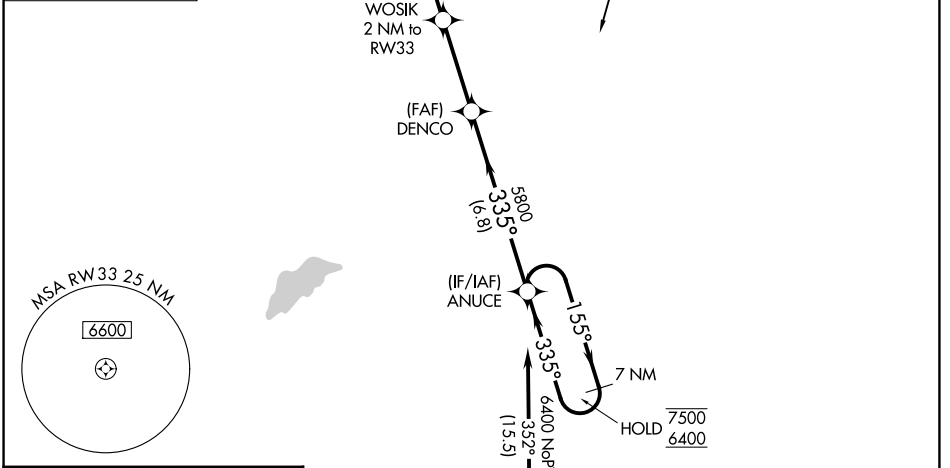 WOSIK
2 NM to
RW33
(FAF)
DENCO
5800
335°
(6.8)
(IF/IAF)
ANUCE
155°
335°
7 NM
HOLD
7500
6400
6400 NoP
352°
(15.5)
MSA RW33 25 NM
6600